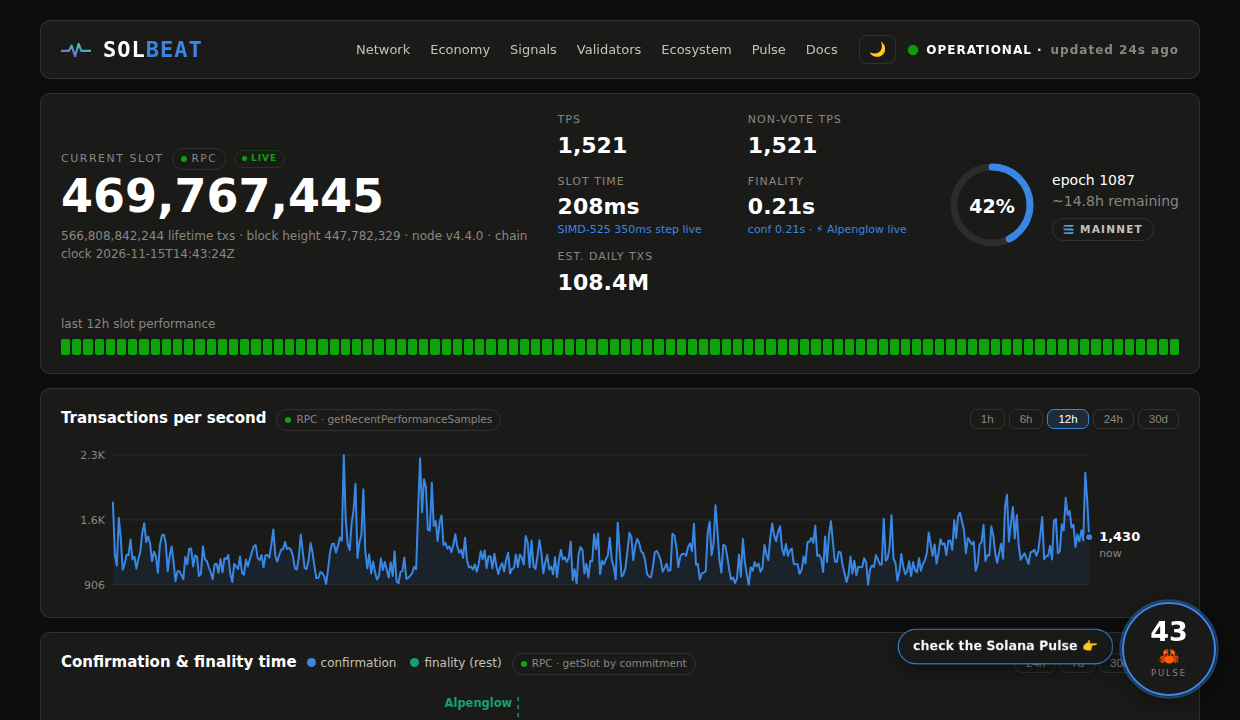 SOLBEAT
Network Economy Signals Validators Ecosystem Pulse Docs
OPERATIONAL · updated 24s ago
CURRENT SLOT RPC LIVE
469,767,445
566,808,842,244 lifetime txs · block height 447,782,329 · node v4.4.0 · chain
clock 2026-11-15T14:43:24Z
TPS
1,521
NON-VOTE TPS
1,521
SLOT TIME
208ms
SIMD-525 350ms step live
FINALITY
0.21s
conf 0.21s · ⚡ Alpenglow live
EST. DAILY TXS
108.4M
42%
epoch 1087
~14.8h remaining
MAINNET
last 12h slot performance
Transactions per second RPC · getRecentPerformanceSamples
1h 6h 12h 24h 30d
2.3K
1.6K
906
1,430
now
Confirmation & finality time confirmation finality (rest) RPC · getSlot by commitment
Alpenglow
check the Solana Pulse 👉
43
PULSE